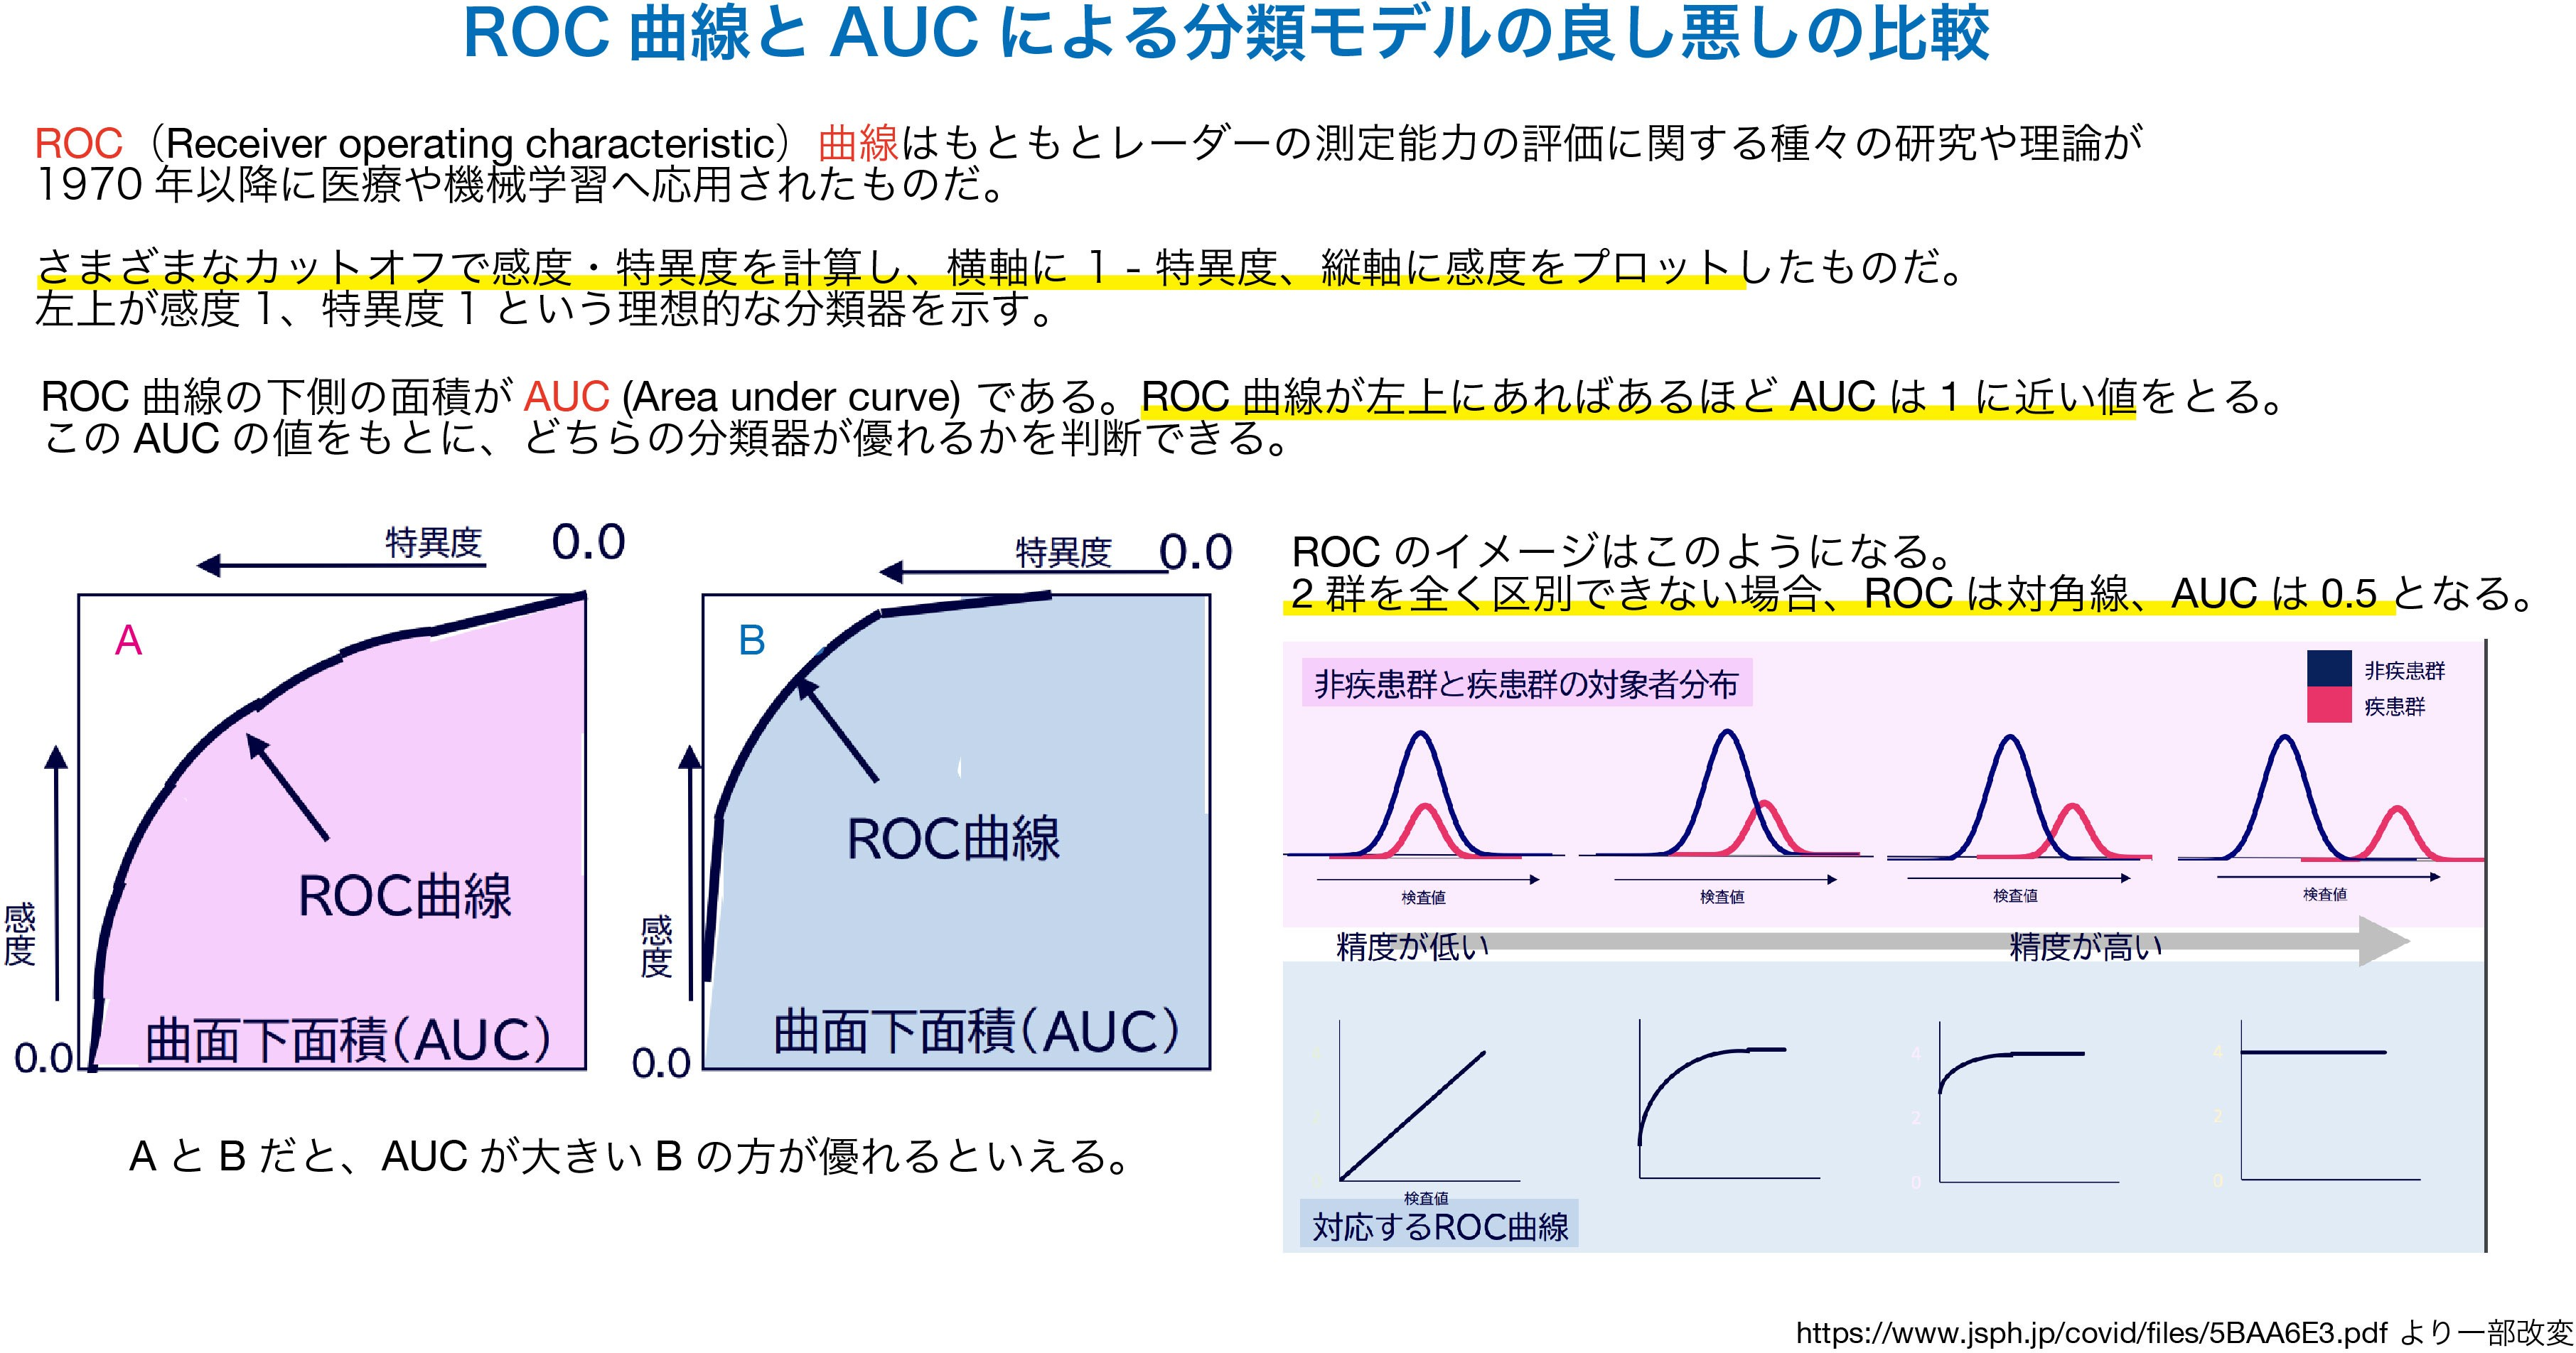 ROC 曲線と AUC による分類モデルの良し悪しの比較
ROC（Receiver operating characteristic）曲線はもともとレーダーの測定能力の評価に関する種々の研究や理論が
1970 年以降に医療や機械学習へ応用されたものだ。
さまざまなカットオフで感度・特異度を計算し、横軸に 1 - 特異度、縦軸に感度をプロットしたものだ。
左上が感度 1、特異度 1 という理想的な分類器を示す。
ROC 曲線の下側の面積が AUC (Area under curve) である。ROC 曲線が左上にあればあるほど AUC は 1 に近い値をとる。
この AUC の値をもとに、どちらの分類器が優れるかを判断できる。
特異度 0.0
A
ROC曲線
感度
曲面下面積(AUC)
0.0
特異度 0.0
B
ROC曲線
感度
曲面下面積(AUC)
0.0
A と B だと、AUC が大きい B の方が優れるといえる。
ROC のイメージはこのようになる。
2 群を全く区別できない場合、ROC は対角線、AUC は 0.5 となる。
非疾患群と疾患群の対象者分布
非疾患群
疾患群
検査値 検査値 検査値 検査値
精度が低い 精度が高い
4 4
2 2
0 0
検査値
対応するROC曲線
https://www.jsph.jp/covid/files/5BAA6E3.pdf より一部改変